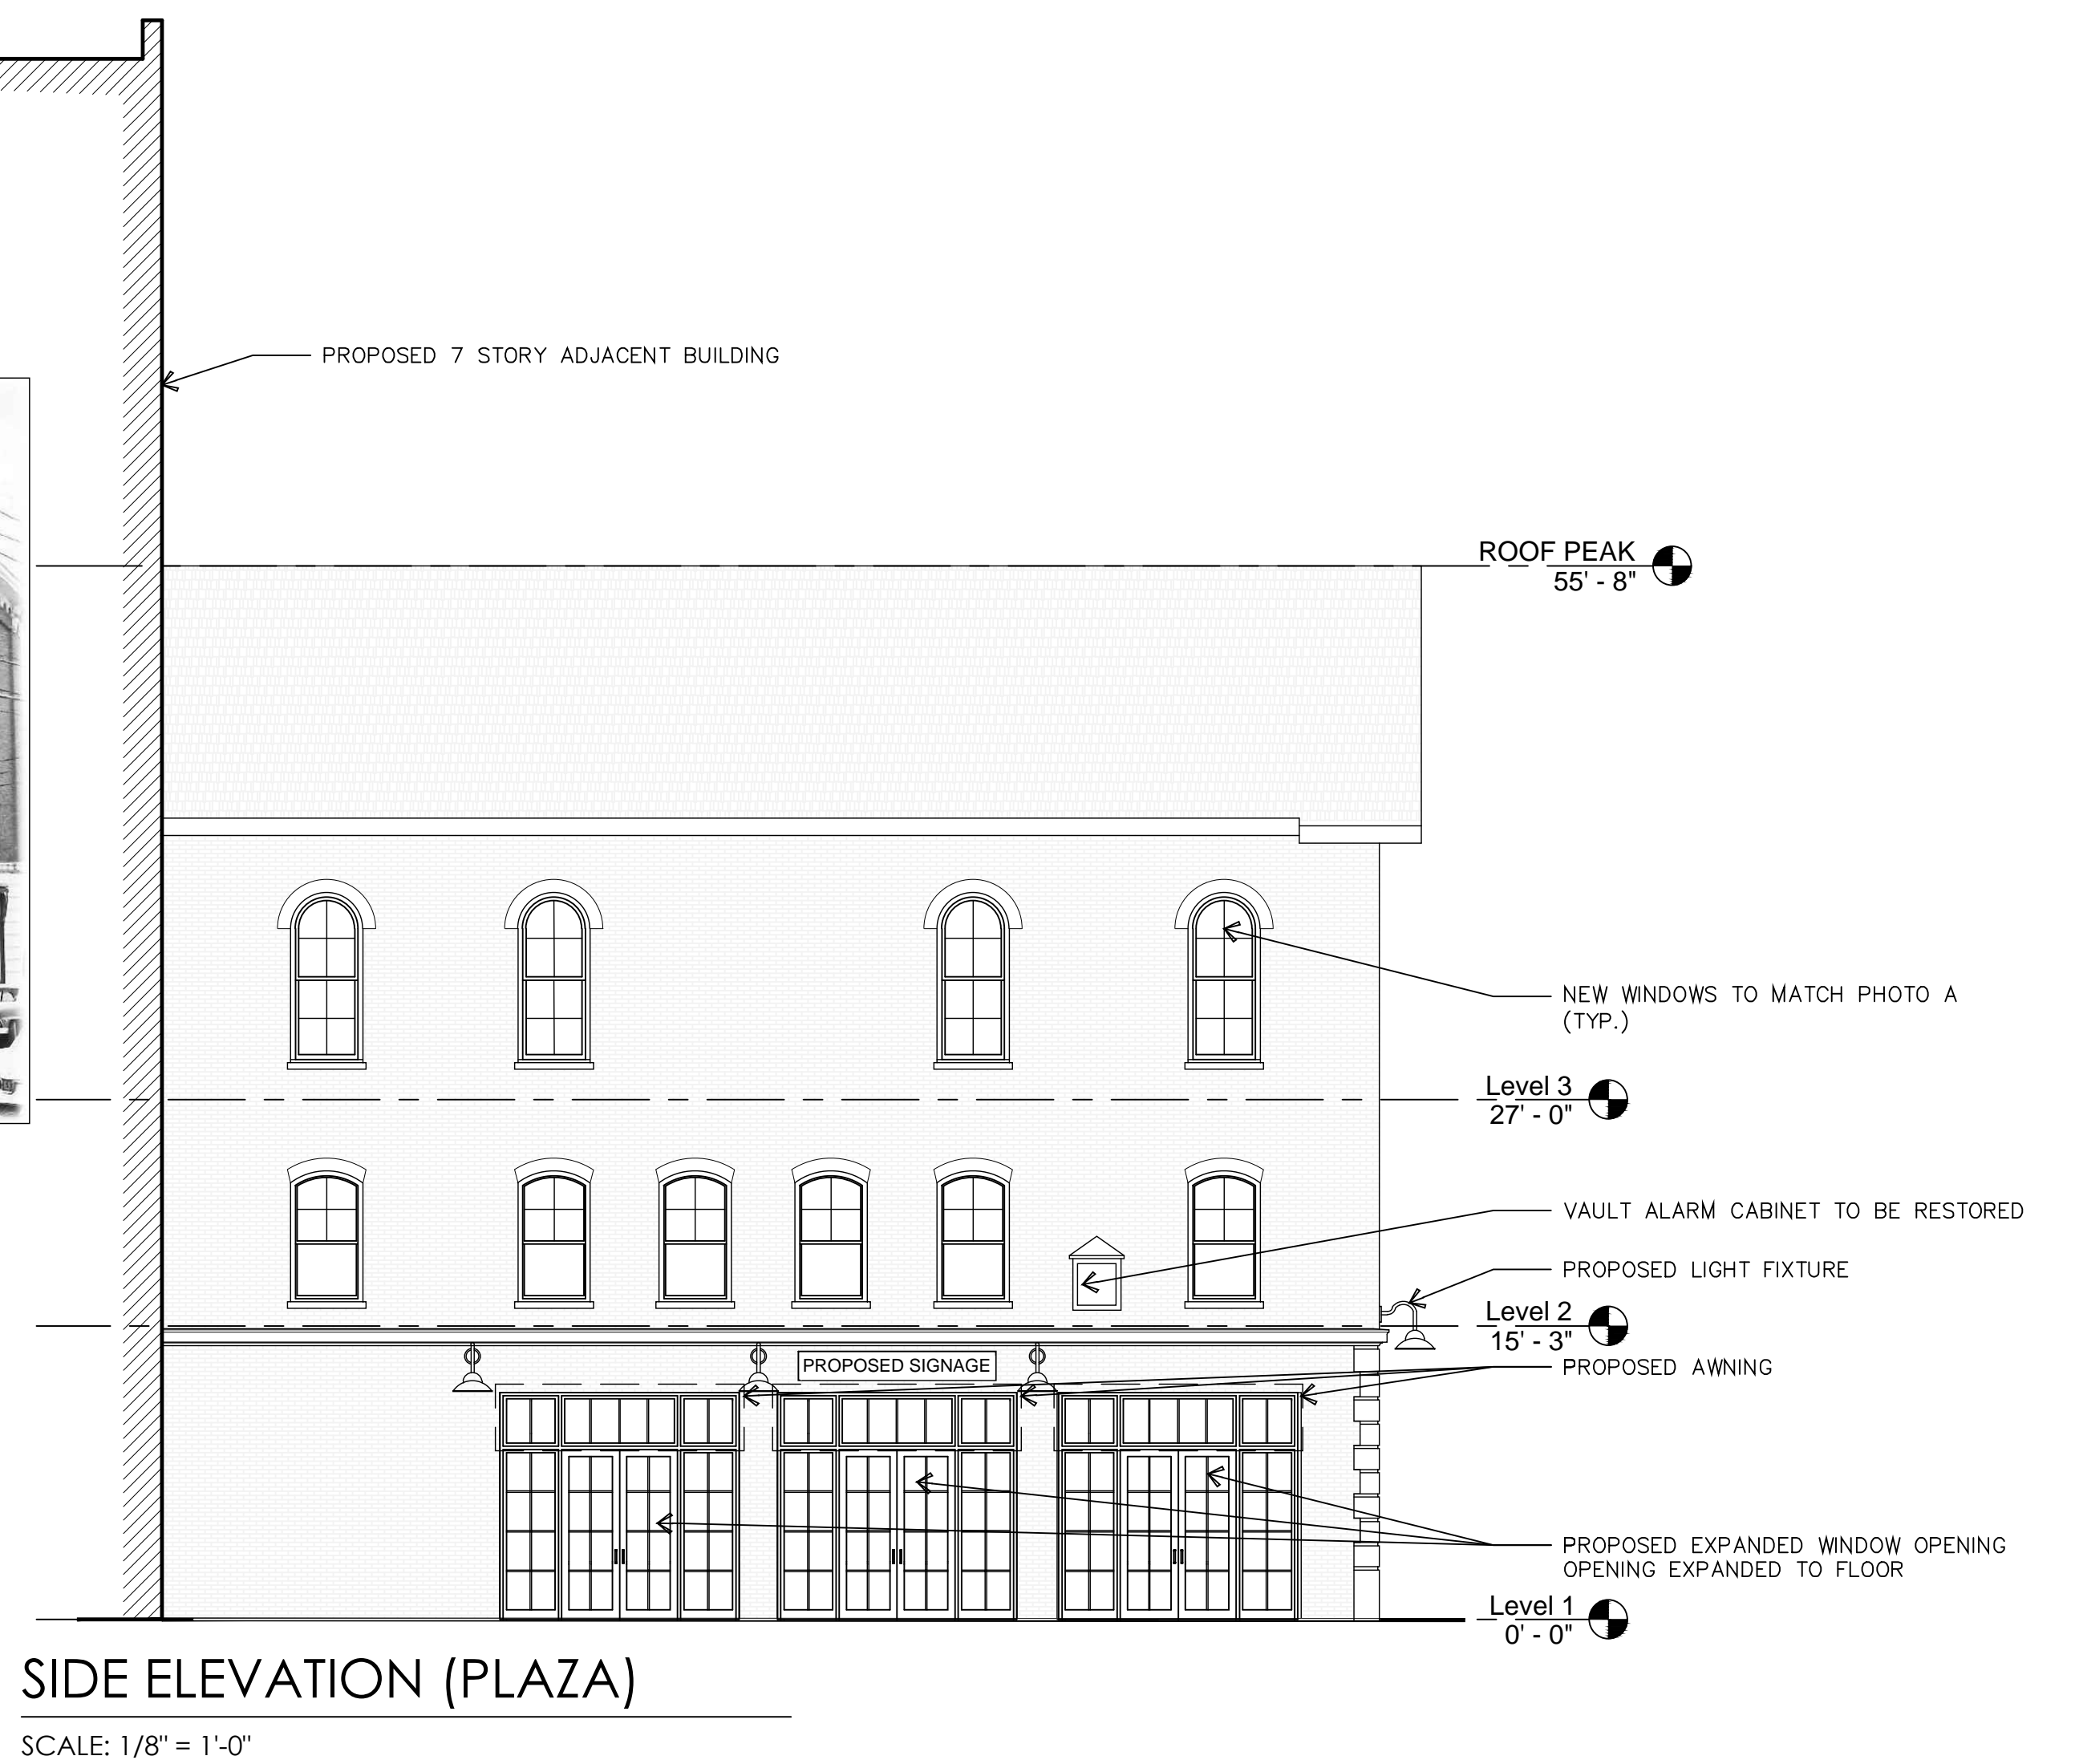 PROPOSED 7 STORY ADJACENT BUILDING
ROOF PEAK
55' - 8"
NEW WINDOWS TO MATCH PHOTO A
(TYP.)
Level 3
27' - 0"
VAULT ALARM CABINET TO BE RESTORED
PROPOSED LIGHT FIXTURE
Level 2
15' - 3"
PROPOSED SIGNAGE
PROPOSED AWNING
PROPOSED EXPANDED WINDOW OPENING
OPENING EXPANDED TO FLOOR
Level 1
0' - 0"
SIDE ELEVATION (PLAZA)
SCALE: 1/8" = 1'-0"